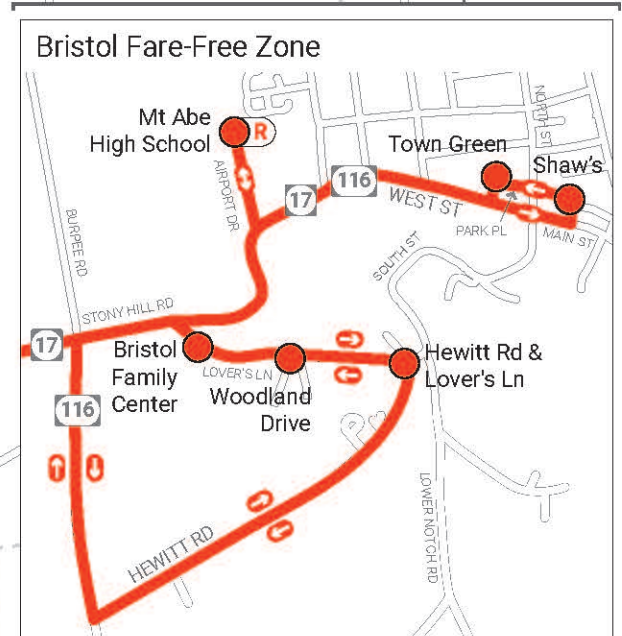 Bristol Fare-Free Zone
Mt Abe
High School
R
AIRPORT DR
NORTH ST
Town Green
Shaw's
17
116
WEST ST
PARK PL
MAIN ST
BURPEE RD
SOUTH ST
STONY HILL RD
17
Bristol
Family
Center
LOVER'S LN
Woodland
Drive
Hewitt Rd &
Lover's Ln
116
HEWITT RD
LOWER NOTCH RD